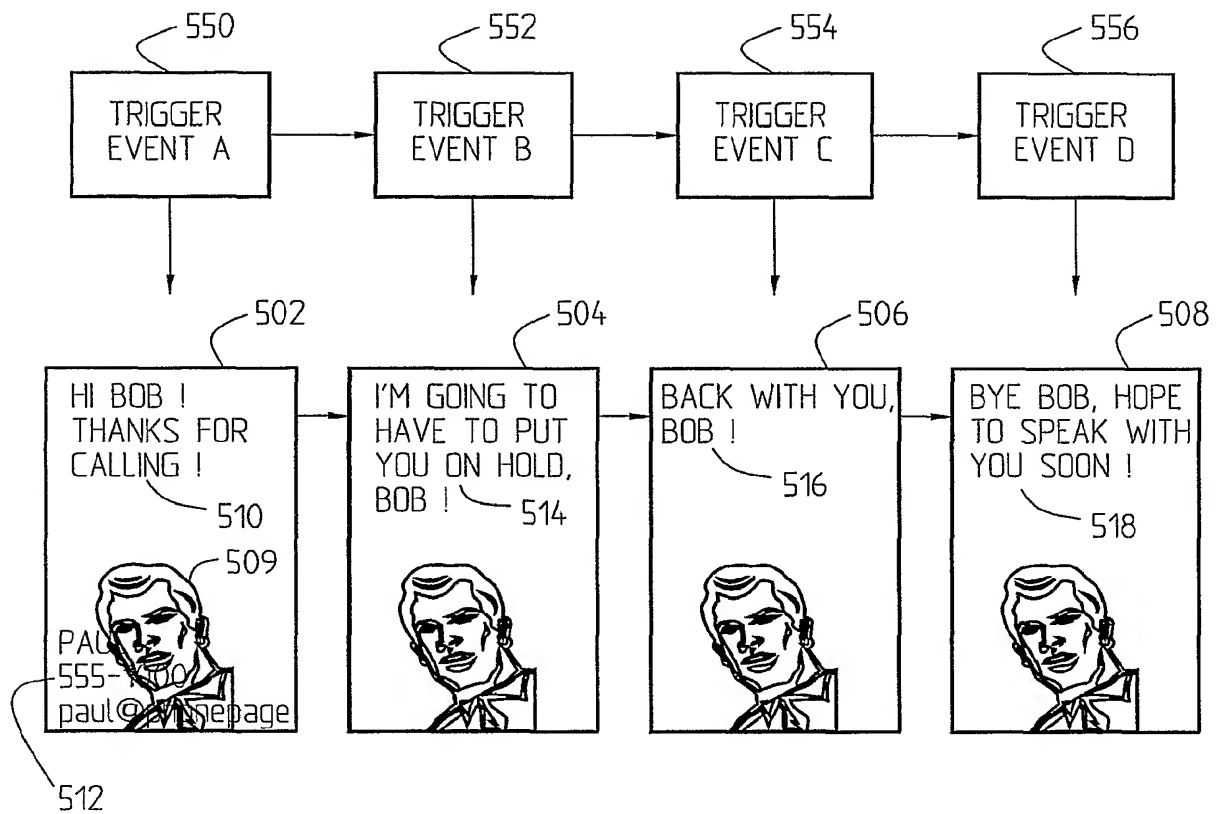 550
552
554
556
TRIGGER
EVENT A
TRIGGER
EVENT B
TRIGGER
EVENT C
TRIGGER
EVENT D
502
504
506
508
HI BOB !
THANKS FOR
CALLING !
510
509
I'M GOING TO
HAVE TO PUT
YOU ON HOLD,
BOB !
514
BACK WITH YOU,
BOB !
516
BYE BOB, HOPE
TO SPEAK WITH
YOU SOON !
518
512